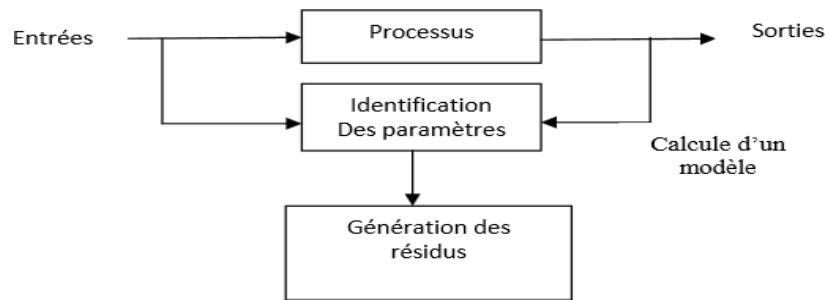 Entrées
Processus
Sorties
Identification
Des paramètres
Calcule d'un
modèle
Génération des
résidus